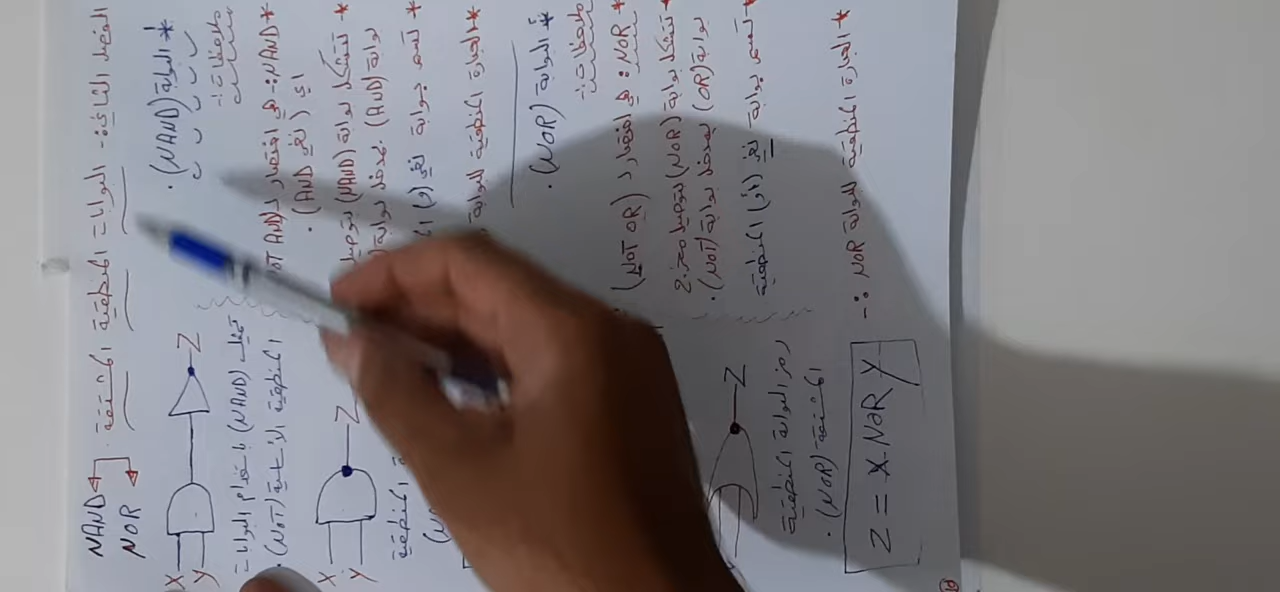 الفصل الثاني:- البوابات المنطقية المشتقة.
NAND
NOR
* البوابة (NAND).
ملاحظات:-
* NAND:- هي اختصار لـ NOT AND
اي (نفي AND).
* تتشكل بوابة (NAND) بتوصيل
بوابة (AND) بمدخل بوابة
* تسمى بوابة نفي (و)
* العبارة المنطقية للبوابة
X
Y
Z
تمثيل (NAND) باستخدام البوابات
المنطقية الأساسية (NOT).
X
Y
Z
المنطقية
* البوابة (NOR).
ملاحظات:-
* NOR: هي اختصار لـ (NOT OR)
* تتشكل بوابة (NOR) بتوصيل مخرج
بوابة (OR) بمدخل بوابة (NOT).
* تسمى بوابة نفي (أو) المنطقية
Z
رمز البوابة المنطقية
المشتقة (NOR).
* العبارة المنطقية للبوابة NOR :-
Z = X NOR Y